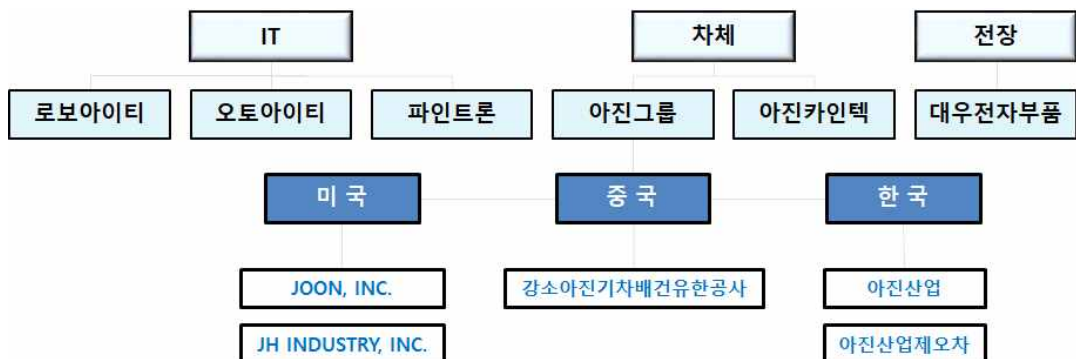 IT
차체
전장
로보아이티
오토아이티
파인트론
아진그룹
아진카인텍
대우전자부품
미 국
중 국
한 국
JOON, INC.
강소아진기차배건유한공사
아진산업
JH INDUSTRY, INC.
아진산업제오차